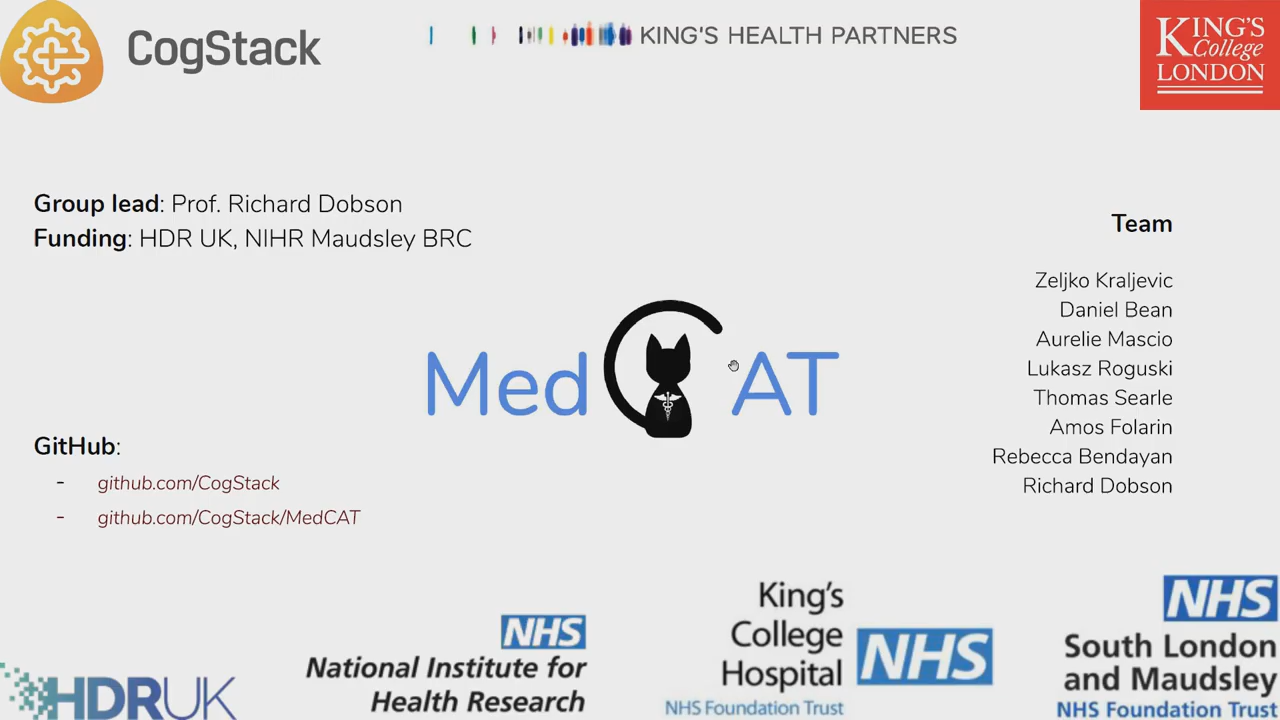 CogStack
KING'S HEALTH PARTNERS
KING'S
College
LONDON
Group lead: Prof. Richard Dobson
Funding: HDR UK, NIHR Maudsley BRC
Team
Zeljko Kraljevic
Daniel Bean
Aurelie Mascio
Lukasz Roguski
Thomas Searle
Amos Folarin
Rebecca Bendayan
Richard Dobson
MedCAT
GitHub:
- github.com/CogStack
- github.com/CogStack/MedCAT
HDRUK
NHS
National Institute for
Health Research
King's
College
Hospital
NHS
NHS Foundation Trust
NHS
South London
and Maudsley
NHS Foundation Trust